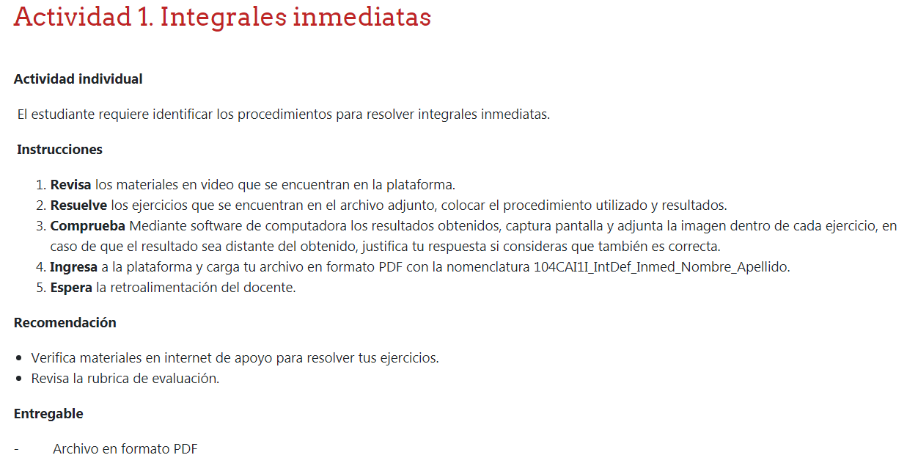 Actividad 1. Integrales inmediatas
Actividad individual
El estudiante requiere identificar los procedimientos para resolver integrales inmediatas.
Instrucciones
1. Revisa los materiales en video que se encuentran en la plataforma.
2. Resuelve los ejercicios que se encuentran en el archivo adjunto, colocar el procedimiento utilizado y resultados.
3. Comprueba Mediante software de computadora los resultados obtenidos, captura pantalla y adjunta la imagen dentro de cada ejercicio, en
caso de que el resultado sea distante del obtenido, justifica tu respuesta si consideras que también es correcta.
4. Ingresa a la plataforma y carga tu archivo en formato PDF con la nomenclatura 104CAI1I_IntDef_Inmed_Nombre_Apellido.
5. Espera la retroalimentación del docente.
Recomendación
• Verifica materiales en internet de apoyo para resolver tus ejercicios.
• Revisa la rubrica de evaluación.
Entregable
- Archivo en formato PDF